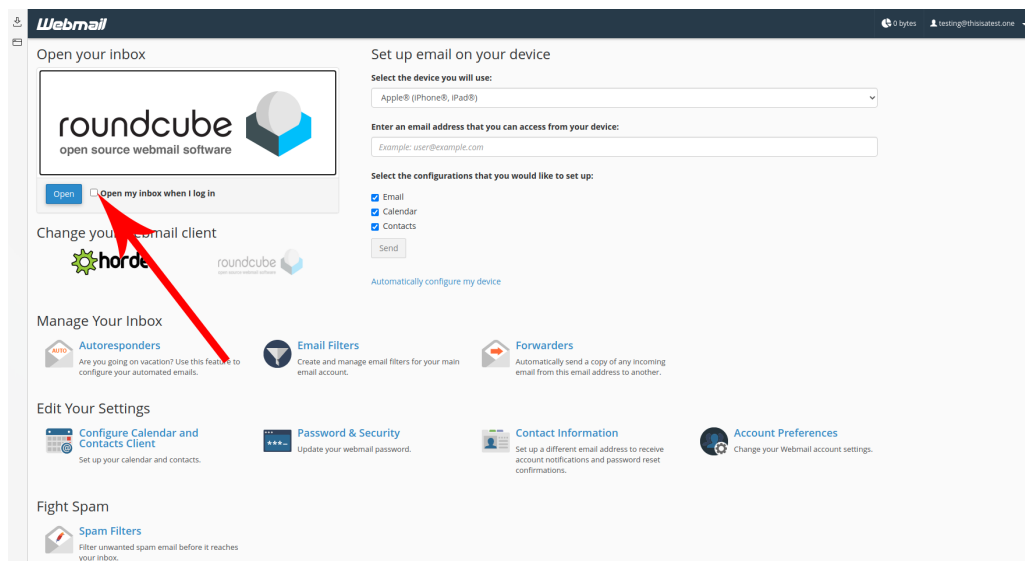 Webmail
0 bytes
testing@thisisatest.one
Open your inbox
roundcube
open source webmail software
Open
Open my inbox when I log in
Change your webmail client
horde
roundcube
open source webmail software
Set up email on your device
Select the device you will use:
Apple® (iPhone®, iPad®)
Enter an email address that you can access from your device:
Example: user@example.com
Select the configurations that you would like to set up:
Email
Calendar
Contacts
Send
Automatically configure my device
Manage Your Inbox
AUTO
Autoresponders
Are you going on vacation? Use this feature to
configure your automated emails.
Email Filters
Create and manage email filters for your main
email account.
Forwarders
Automatically send a copy of any incoming
email from this email address to another.
Edit Your Settings
Configure Calendar and
Contacts Client
Set up your calendar and contacts.
Password & Security
Update your webmail password.
Contact Information
Set up a different email address to receive
account notifications and password reset
confirmations.
Account Preferences
Change your Webmail account settings.
Fight Spam
Spam Filters
Filter unwanted spam email before it reaches
your inbox.